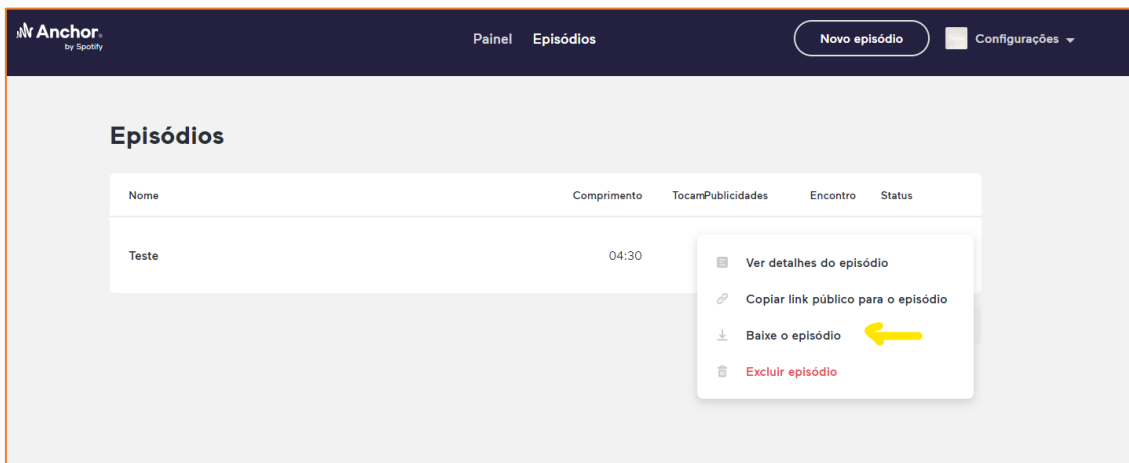 Anchor.
by Spotify
Painel Episódios Novo episódio Configurações
Episódios
Nome Comprimento TocamPublicidades Encontro Status
Teste 04:30
Ver detalhes do episódio
Copiar link público para o episódio
Baixe o episódio
Excluir episódio